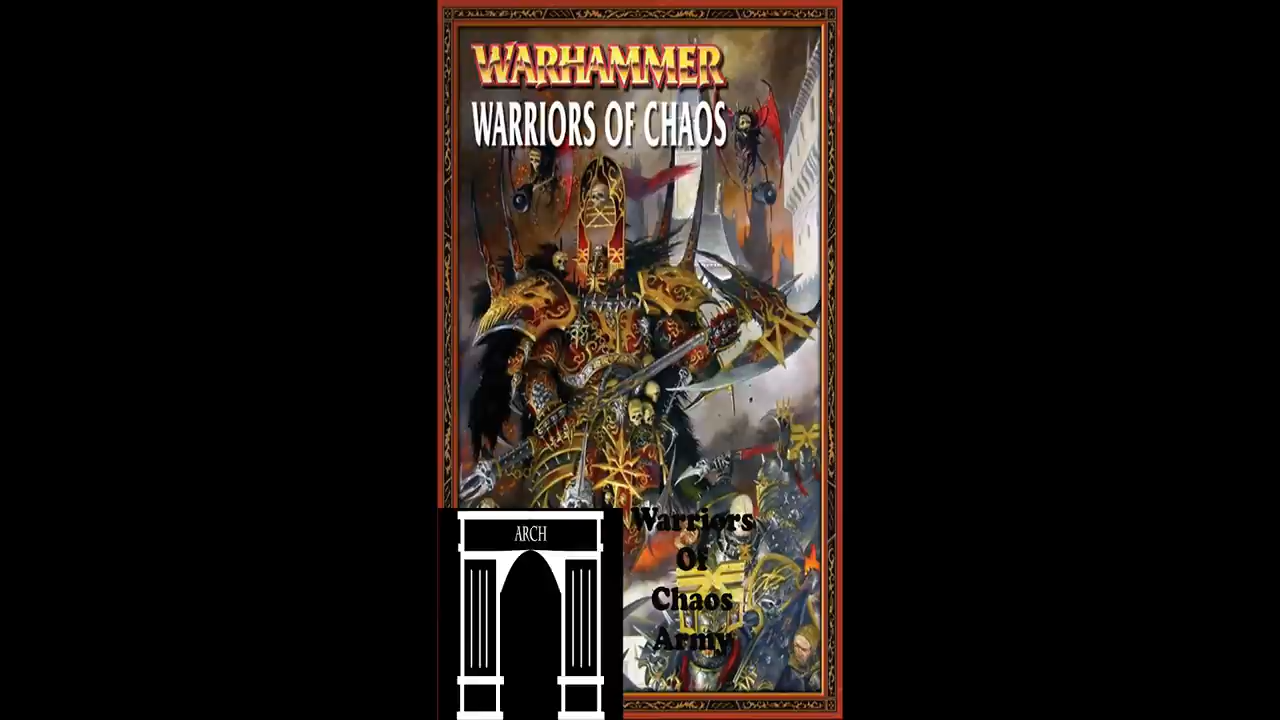 WARHAMMER
WARRIORS OF CHAOS
ARCH
Warriors
Of
Chaos
Army